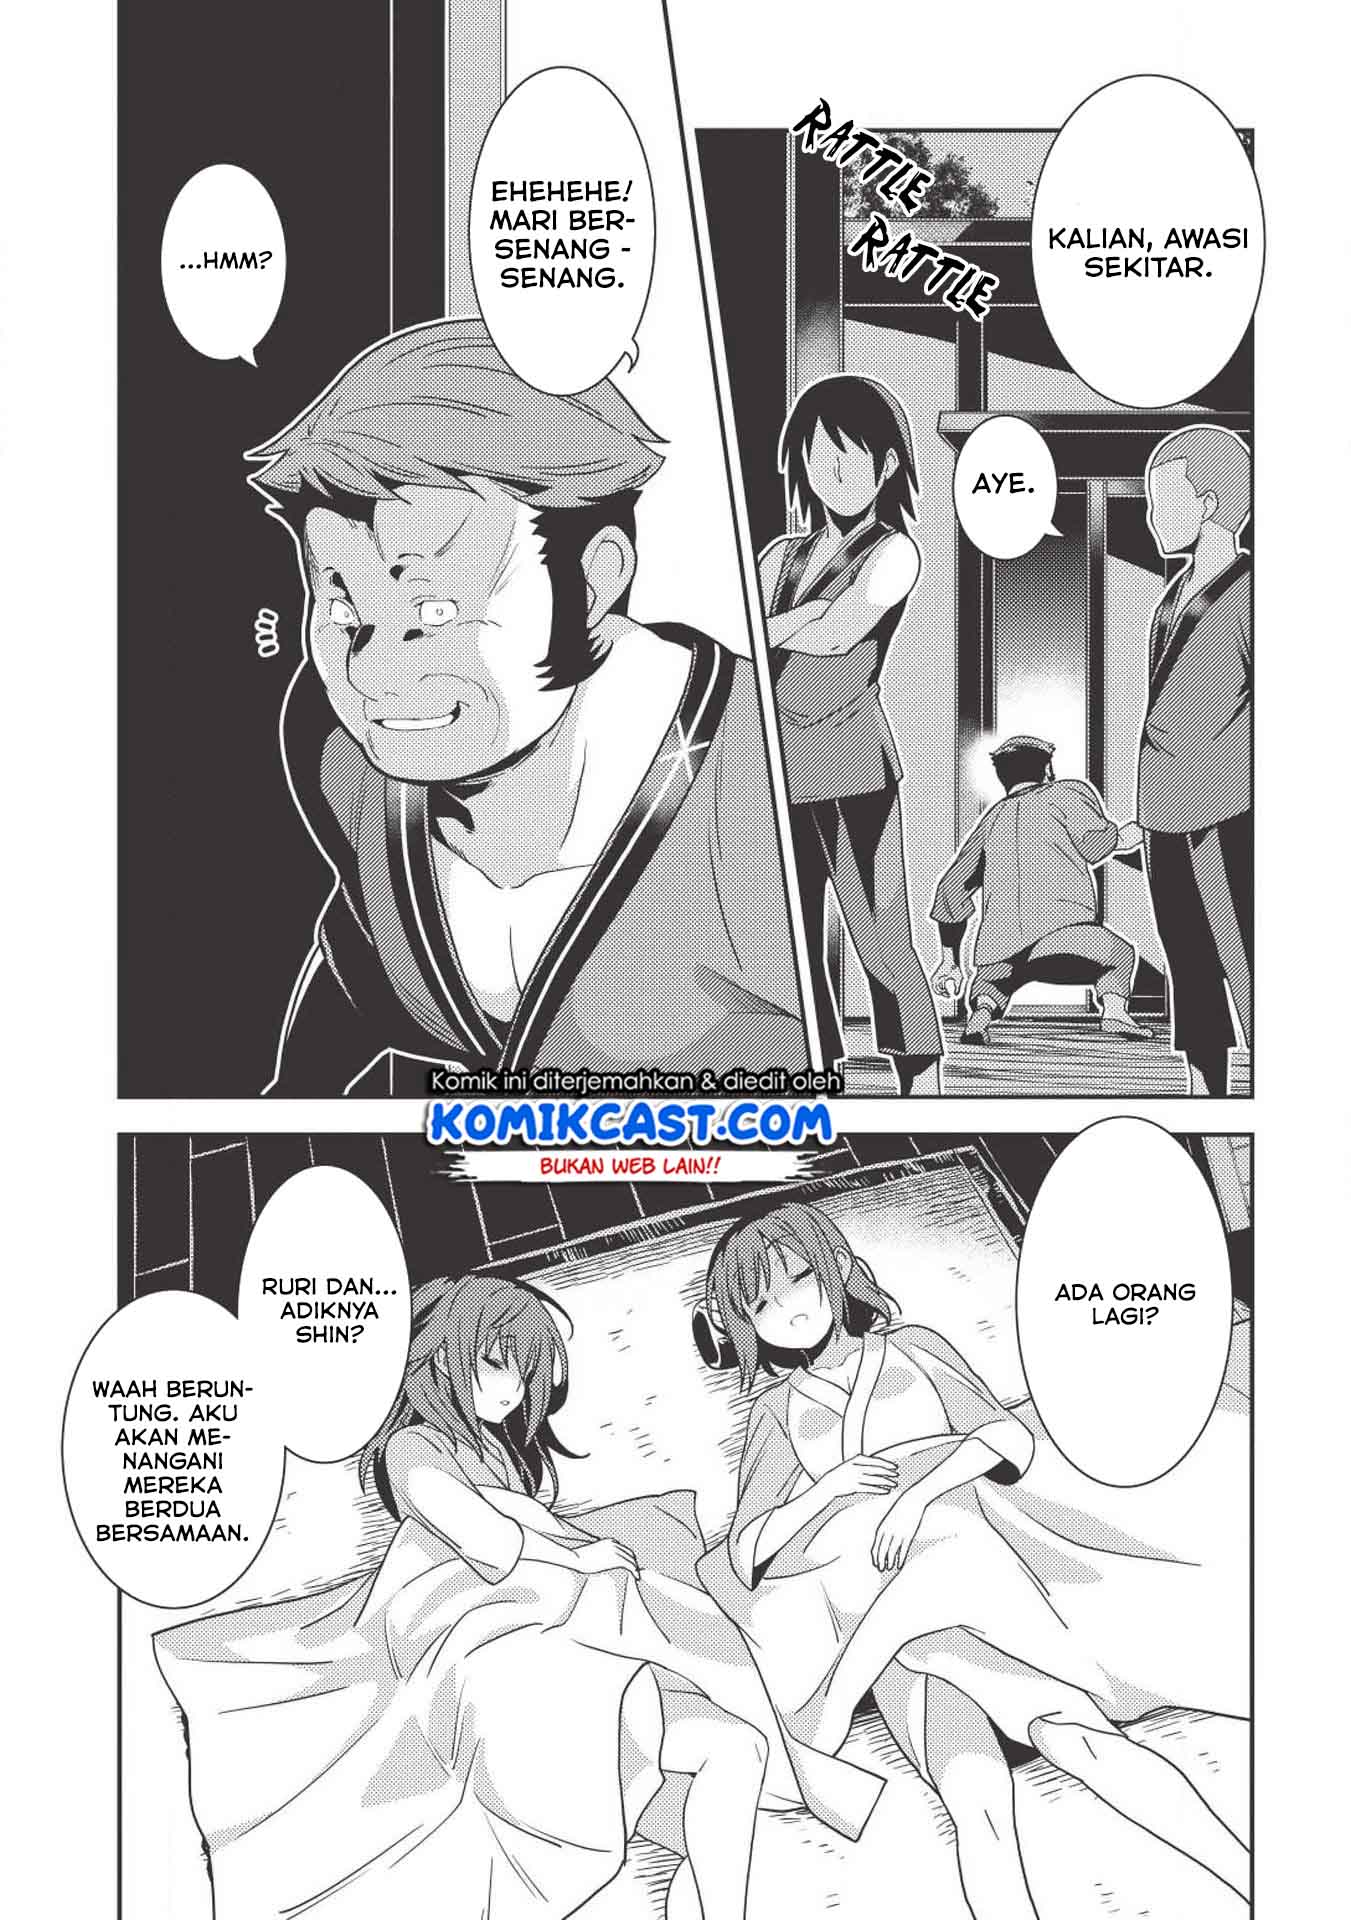 KALIAN, AWASI
SEKITAR.
RATTLE
RATTLE
AYE.
EHEHEHE!
MARI BER-
SENANG -
SENANG.
...HMM?
Komik ini diterjemahkan & diedit oleh
KOMIKCAST.COM
BUKAN WEB LAIN!!
ADA ORANG
LAGI?
RURI DAN...
ADIKNYA
SHIN?
WAAH BERUN-
TUNG. AKU
AKAN ME-
NANGANI
MEREKA
BERDUA
BERSAMAAN.